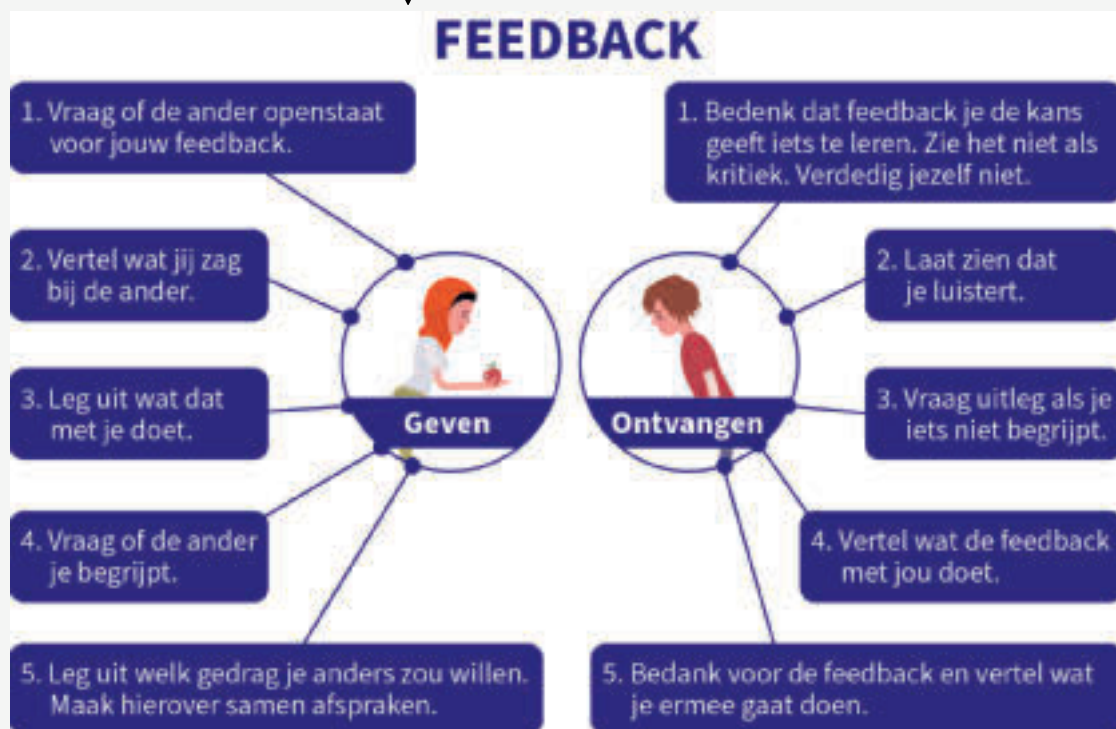 FEEDBACK
1. Vraag of de ander openstaat
voor jouw feedback.
2. Vertel wat jij zag
bij de ander.
3. Leg uit wat dat
met je doet.
4. Vraag of de ander
je begrijpt.
5. Leg uit welk gedrag je anders zou willen.
Maak hierover samen afspraken.
Geven
Ontvangen
1. Bedenk dat feedback je de kans
geeft iets te leren. Zie het niet als
kritiek. Verdedig jezelf niet.
2. Laat zien dat
je luistert.
3. Vraag uitleg als je
iets niet begrijpt.
4. Vertel wat de feedback
met jou doet.
5. Bedank voor de feedback en vertel wat
je ermee gaat doen.